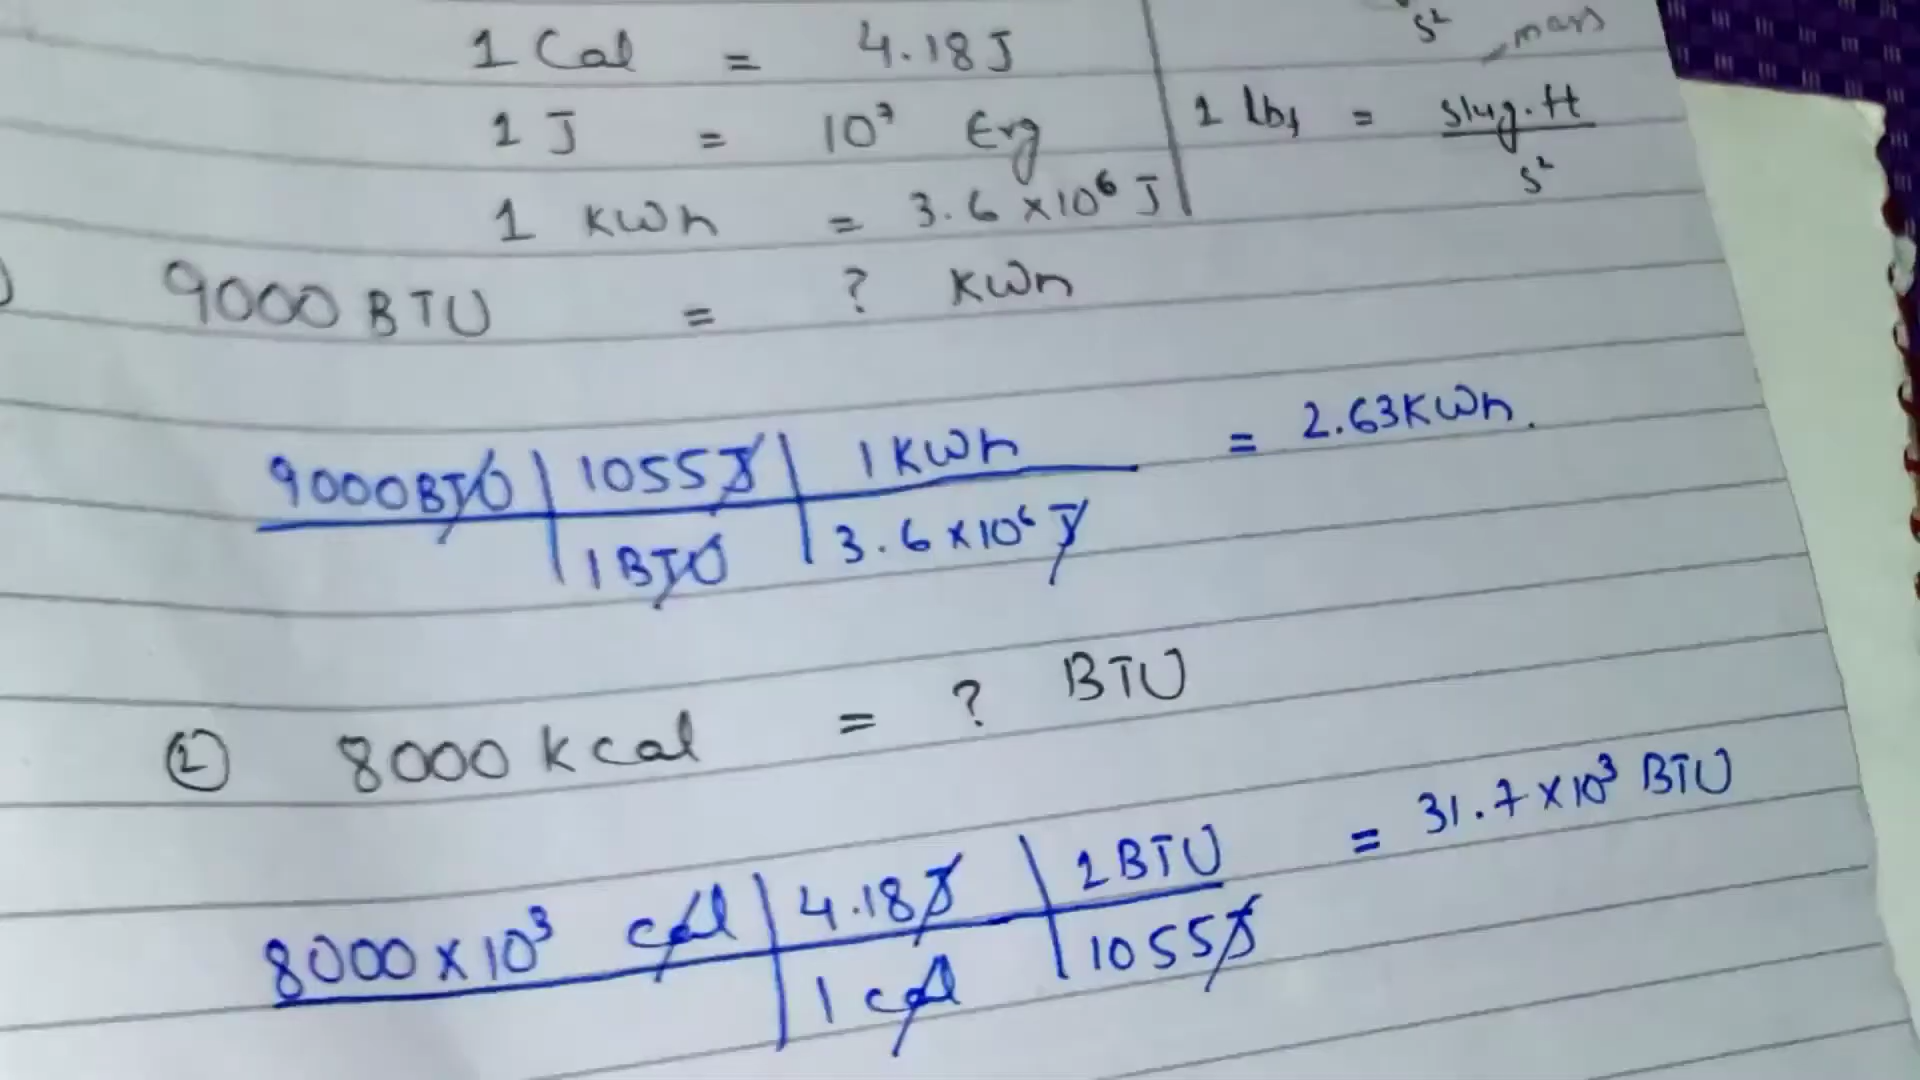 1 Cal = 4.18 J
1 J = 10⁷ Erg
1 KWh = 3.6 × 10⁶ J
s² mass
1 lbf = slug.ft / s²
9000 BTU = ? KWh
9000 BTU | 1055 J | 1 KWh = 2.63 KWh.
1 BTU | 3.6 × 10⁶ J
② 8000 kcal = ? BTU
8000 × 10³ cal | 4.18 J | 1 BTU = 31.7 × 10³ BTU
1 cal | 1055 J